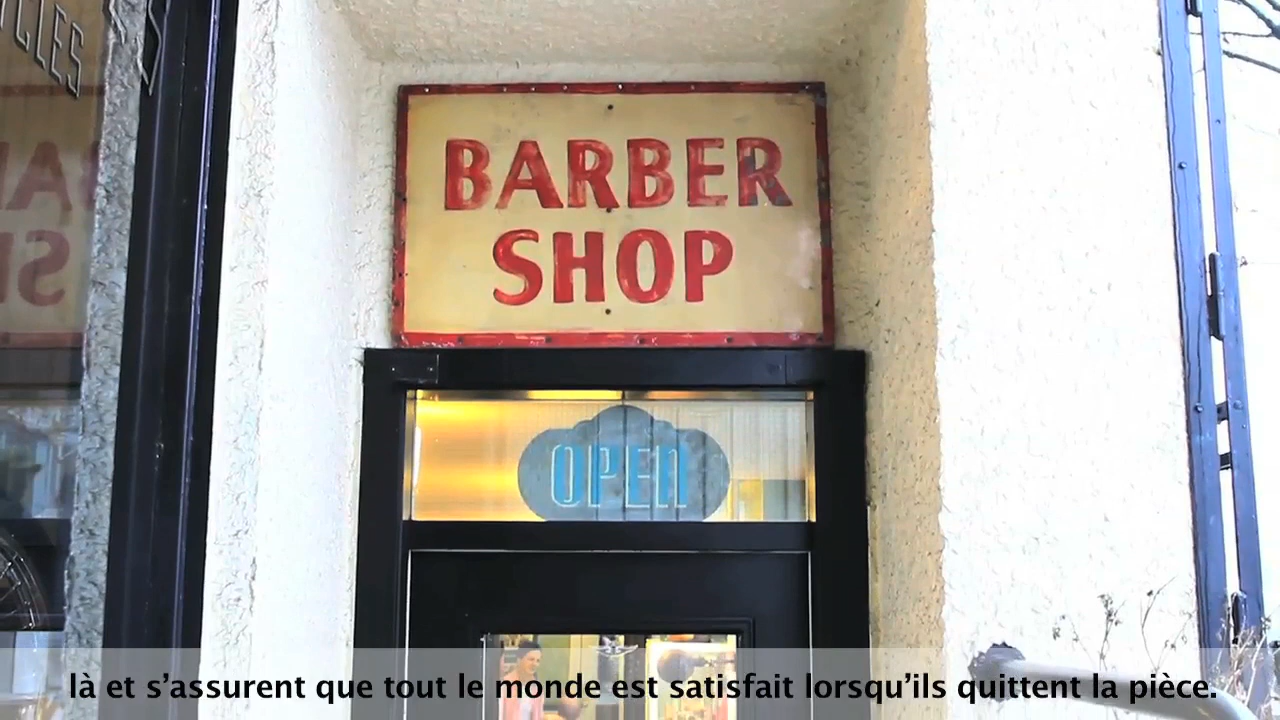 BARBER
SHOP
OPEN
là et s’assurent que tout le monde est satisfait lorsqu’ils quittent la pièce.